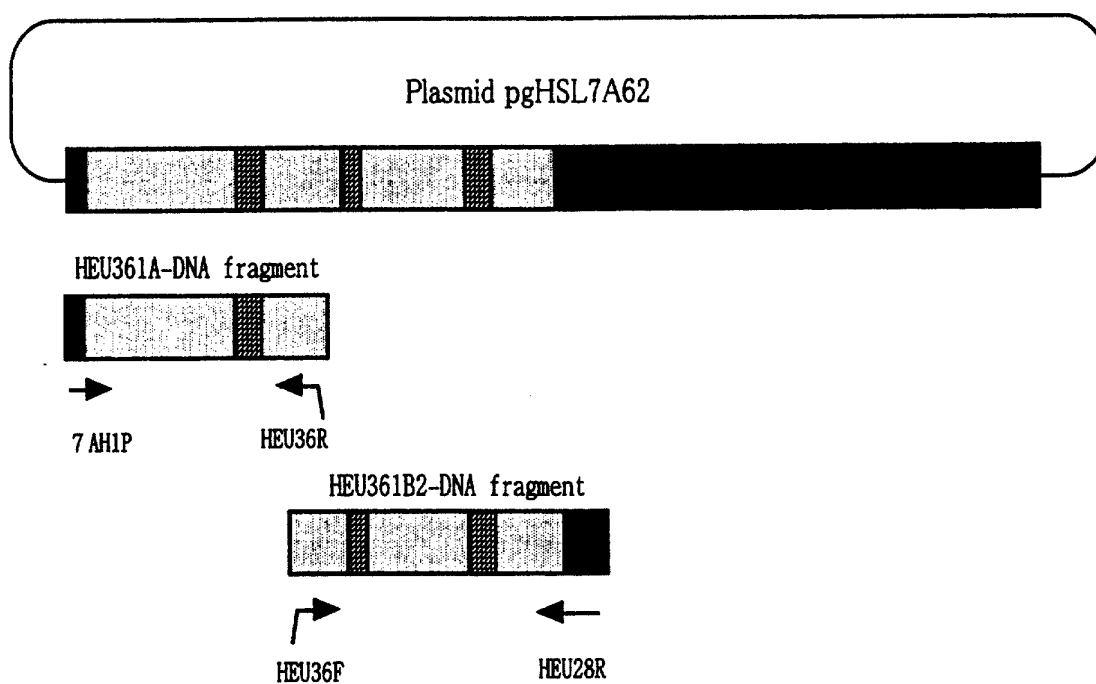 Plasmid pgHSL7A62
HEU361A-DNA fragment
7 AH1P
HEU36R
HEU361B2-DNA fragment
HEU36F
HEU28R